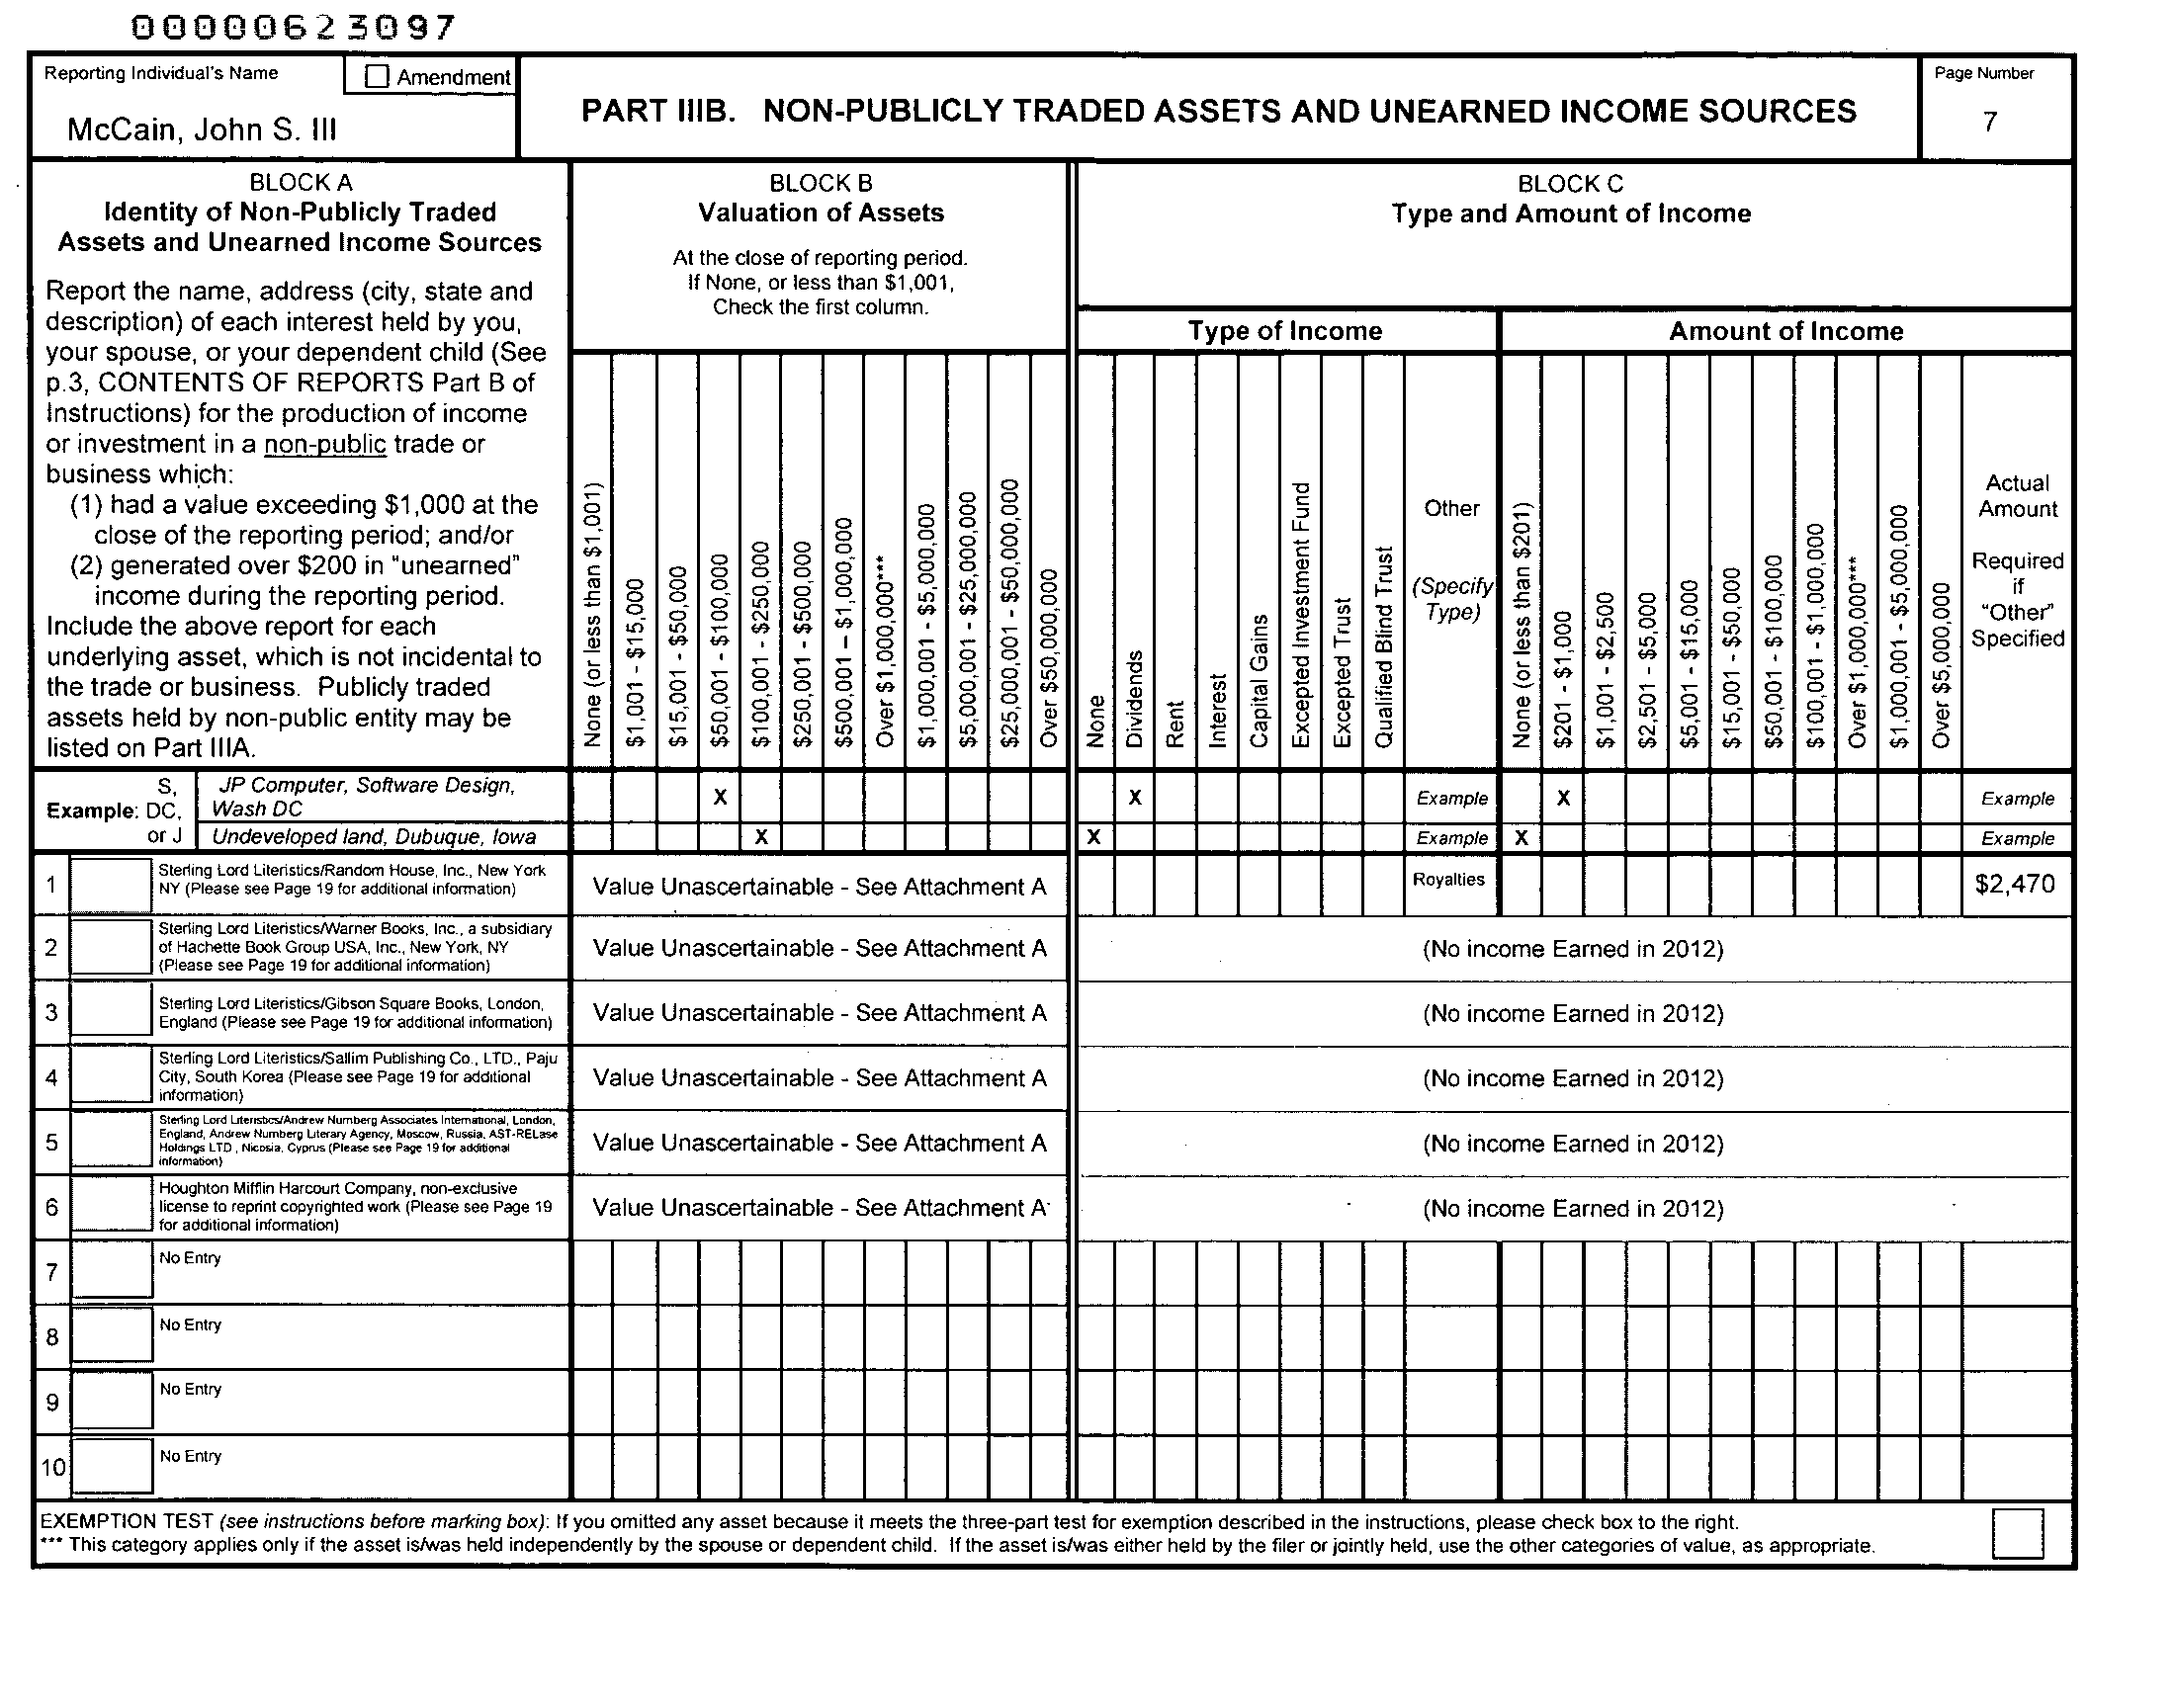 00000623097
Reporting Individual's Name
Amendment
McCain, John S. III
PART IIIB. NON-PUBLICLY TRADED ASSETS AND UNEARNED INCOME SOURCES
Page Number
7
BLOCK A
Identity of Non-Publicly Traded
Assets and Unearned Income Sources
Report the name, address (city, state and
description) of each interest held by you,
your spouse, or your dependent child (See
p.3, CONTENTS OF REPORTS Part B of
Instructions) for the production of income
or investment in a non-public trade or
business which:
(1) had a value exceeding $1,000 at the
close of the reporting period; and/or
(2) generated over $200 in "unearned"
income during the reporting period.
Include the above report for each
underlying asset, which is not incidental to
the trade or business. Publicly traded
assets held by non-public entity may be
listed on Part IIIA.
BLOCK B
Valuation of Assets
At the close of reporting period.
If None, or less than $1,001,
Check the first column.
None (or less than $1,001)
$1,001 - $15,000
$15,001 - $50,000
$50,001 - $100,000
$100,001 - $250,000
$250,001 - $500,000
$500,001 – $1,000,000
Over $1,000,000***
$1,000,001 - $5,000,000
$5,000,001 - $25,000,000
$25,000,001 - $50,000,000
Over $50,000,000
BLOCK C
Type and Amount of Income
Type of Income
None
Dividends
Rent
Interest
Capital Gains
Excepted Investment Fund
Excepted Trust
Qualified Blind Trust
Other
(Specify
Type)
Amount of Income
None (or less than $201)
$201 - $1,000
$1,001 - $2,500
$2,501 - $5,000
$5,001 - $15,000
$15,001 - $50,000
$50,001 - $100,000
$100,001 - $1,000,000
Over $1,000,000***
$1,000,001 - $5,000,000
Over $5,000,000
Actual
Amount
Required
if
"Other"
Specified
S,
Example: DC,
or J
JP Computer, Software Design,
Wash DC
X X Example X Example
Undeveloped land, Dubuque, Iowa X X Example X Example
1
Sterling Lord Literistics/Random House, Inc., New York
NY (Please see Page 19 for additional information)
Value Unascertainable - See Attachment A
Royalties
$2,470
2
Sterling Lord Literistics/Warner Books, Inc., a subsidiary
of Hachette Book Group USA, Inc., New York, NY
(Please see Page 19 for additional information)
Value Unascertainable - See Attachment A
(No income Earned in 2012)
3
Sterling Lord Literistics/Gibson Square Books, London,
England (Please see Page 19 for additional information)
Value Unascertainable - See Attachment A
(No income Earned in 2012)
4
Sterling Lord Literistics/Sallim Publishing Co., LTD., Paju
City, South Korea (Please see Page 19 for additional
information)
Value Unascertainable - See Attachment A
(No income Earned in 2012)
5
Sterling Lord Literistics/Andrew Nurnberg Associates International, London,
England, Andrew Nurnberg Literary Agency, Moscow, Russia, AST-RELase
Holdings LTD., Nicosia, Cyprus (Please see Page 19 for additional
information)
Value Unascertainable - See Attachment A
(No income Earned in 2012)
6
Houghton Mifflin Harcourt Company, non-exclusive
license to reprint copyrighted work (Please see Page 19
for additional information)
Value Unascertainable - See Attachment A
(No income Earned in 2012)
7
No Entry
8
No Entry
9
No Entry
10
No Entry
EXEMPTION TEST (see instructions before marking box): If you omitted any asset because it meets the three-part test for exemption described in the instructions, please check box to the right.
*** This category applies only if the asset is/was held independently by the spouse or dependent child. If the asset is/was either held by the filer or jointly held, use the other categories of value, as appropriate.